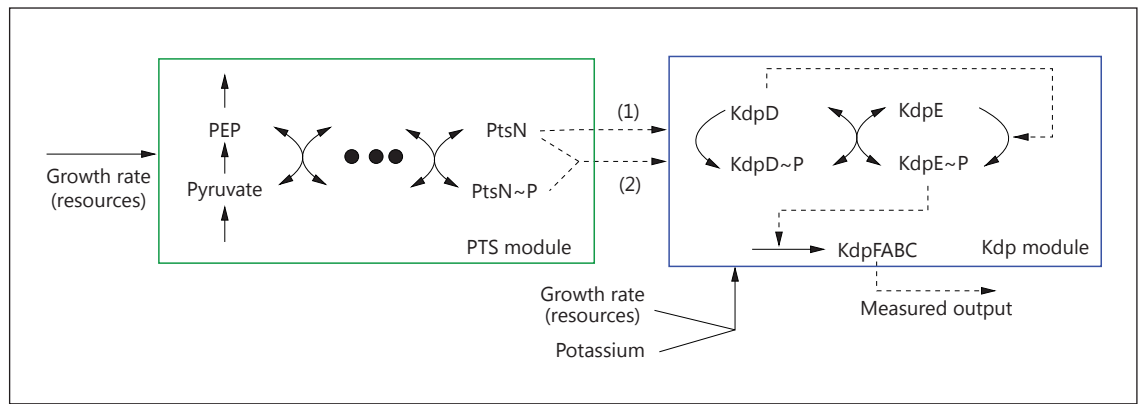 (1)
(2)
PEP
Pyruvate
PtsN
PtsN~P
PTS module
Growth rate
(resources)
KdpD
KdpD~P
KdpE
KdpE~P
KdpFABC
Kdp module
Growth rate
(resources)
Potassium
Measured output